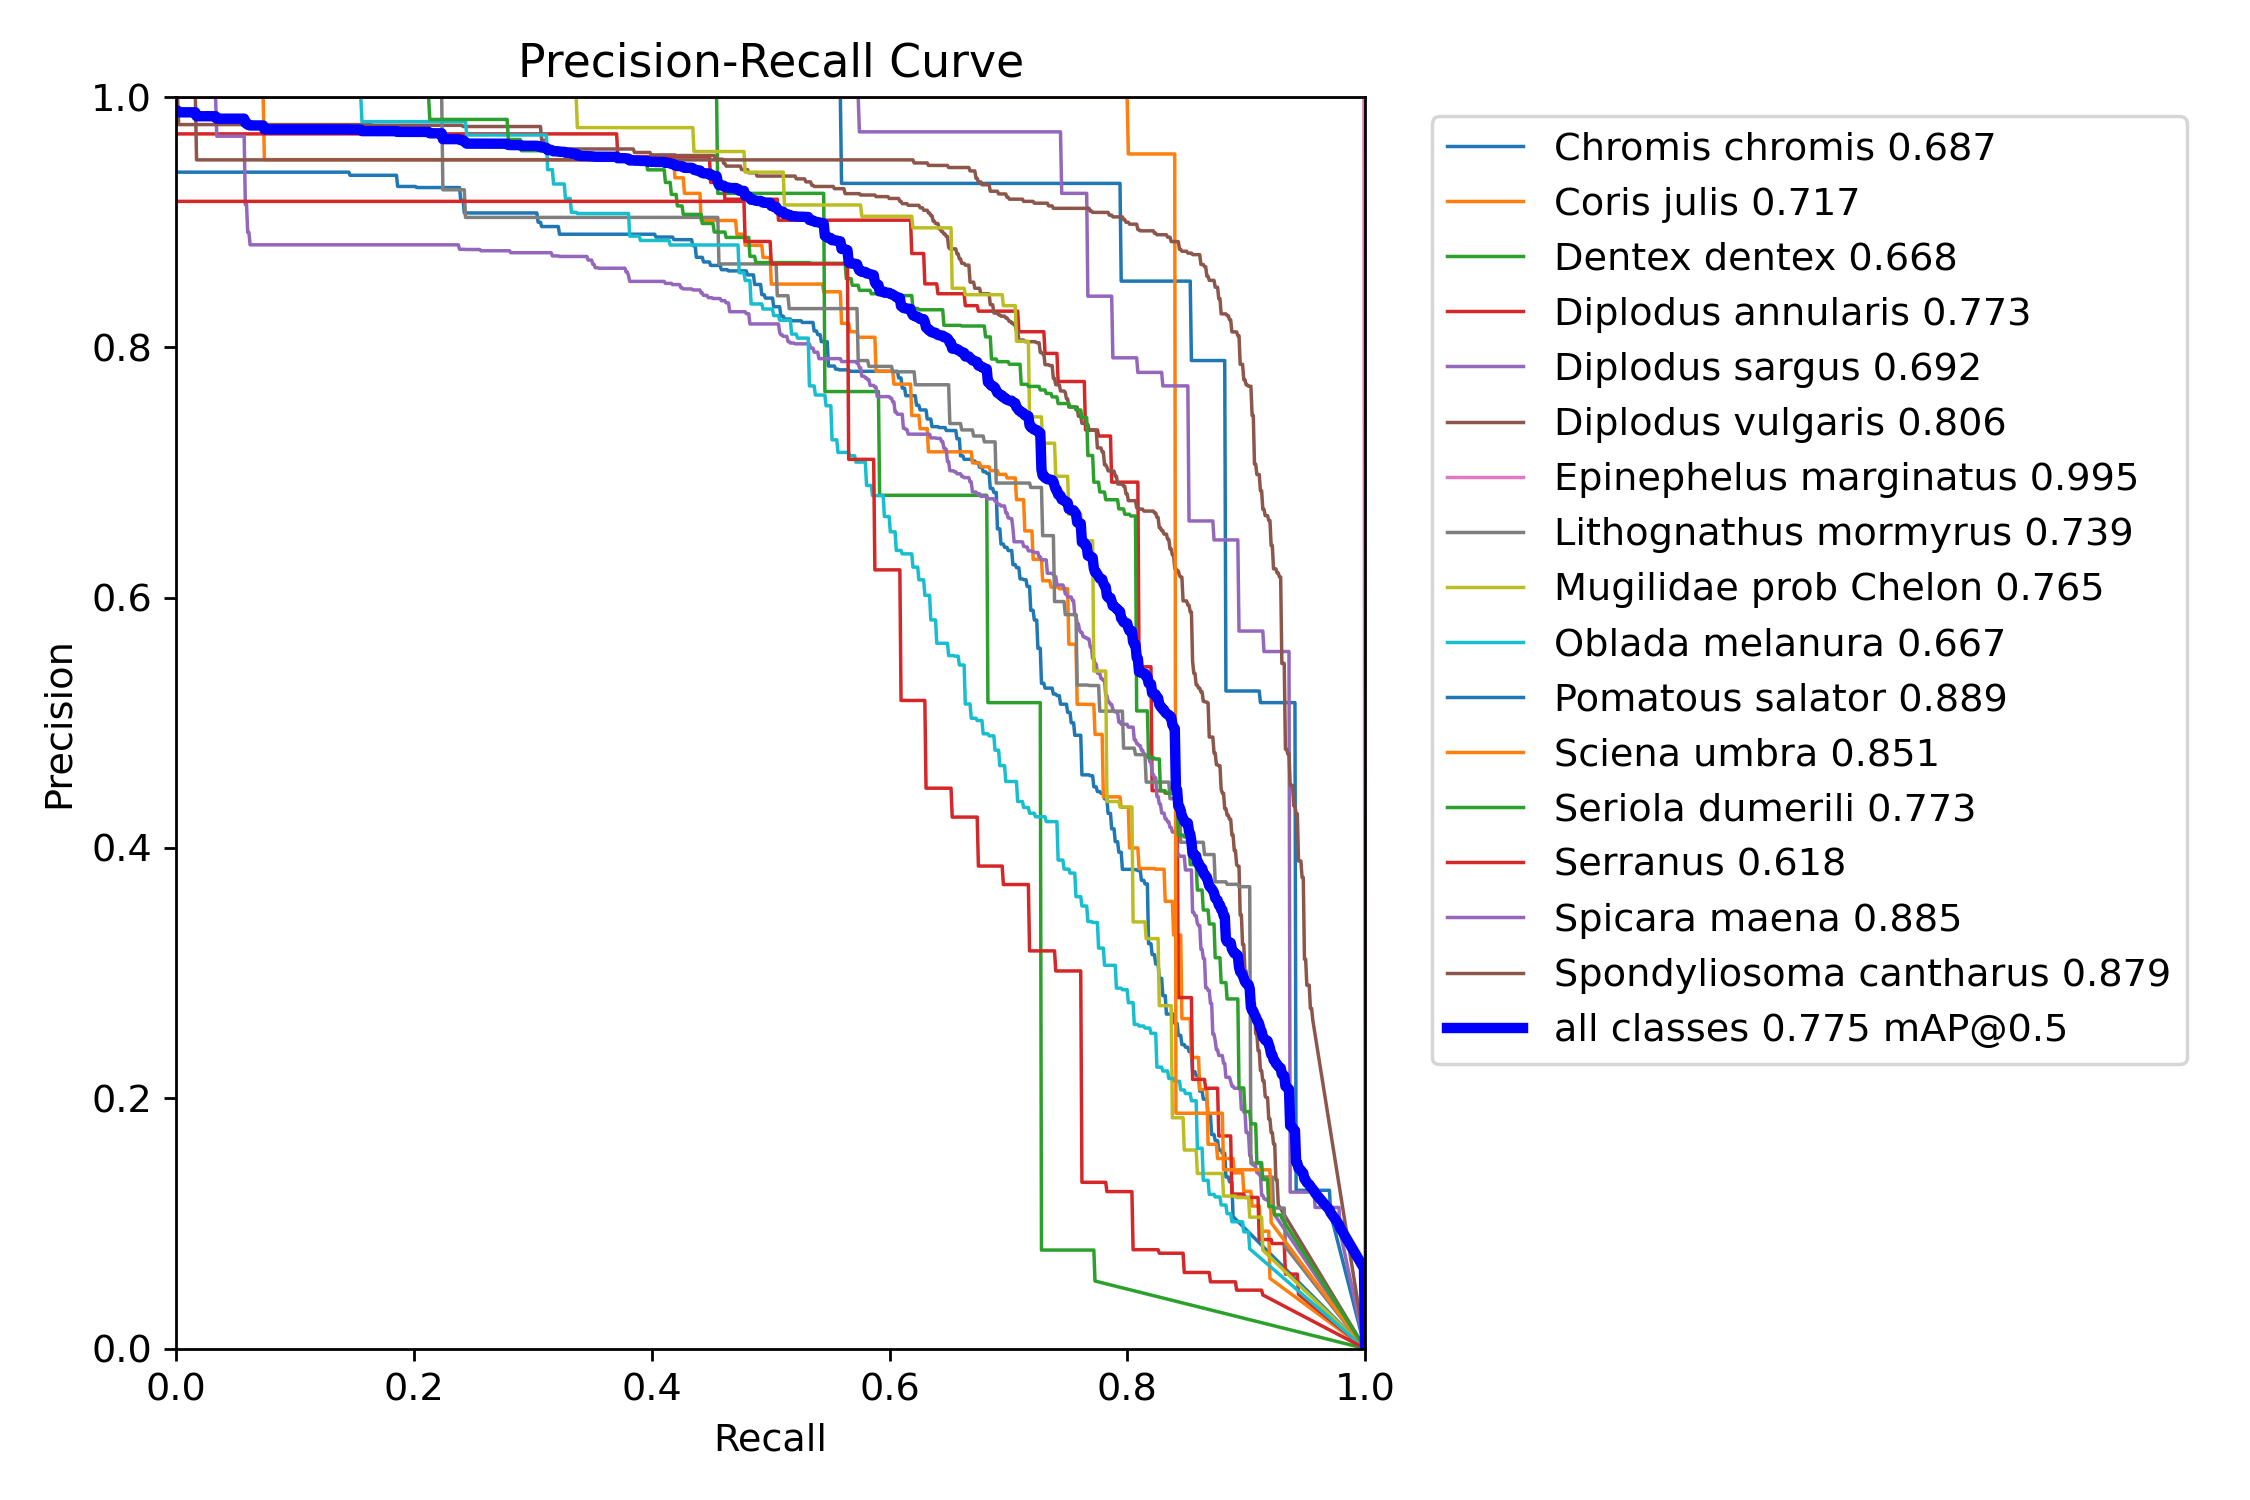 Precision-Recall Curve
1.0
0.8
0.6
0.4
0.2
0.0
Precision
0.0 0.2 0.4 0.6 0.8 1.0
Recall
Chromis chromis 0.687
Coris julis 0.717
Dentex dentex 0.668
Diplodus annularis 0.773
Diplodus sargus 0.692
Diplodus vulgaris 0.806
Epinephelus marginatus 0.995
Lithognathus mormyrus 0.739
Mugilidae prob Chelon 0.765
Oblada melanura 0.667
Pomatous salator 0.889
Sciena umbra 0.851
Seriola dumerili 0.773
Serranus 0.618
Spicara maena 0.885
Spondyliosoma cantharus 0.879
all classes 0.775 mAP@0.5